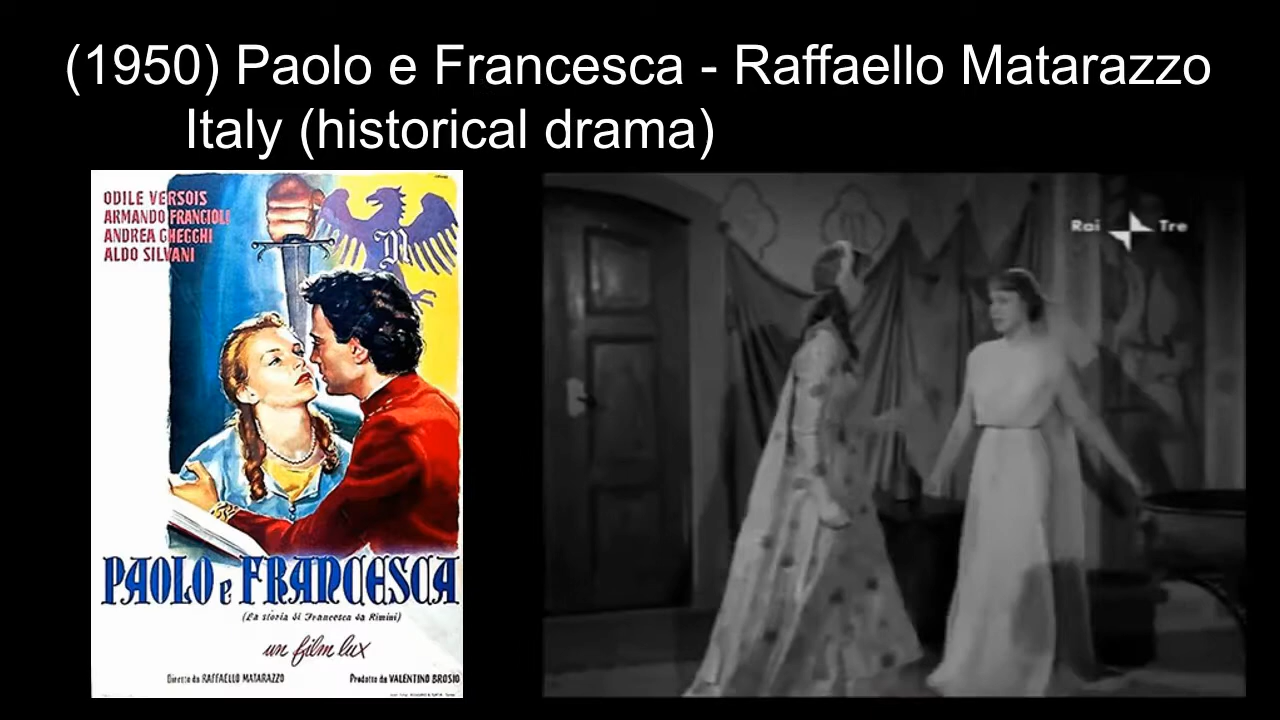 (1950) Paolo e Francesca - Raffaello Matarazzo
Italy (historical drama)
ODILE VERSOIS
ARMANDO FRANCIOLI
ANDREA CHECCHI
ALDO SILVANI
PAOLO e FRANCESCA
(La storia di Francesca da Rimini)
un film lux
Diretto da RAFFAELLO MATARAZZO
Prodotto da VALENTINO BROSIO
Rai Tre